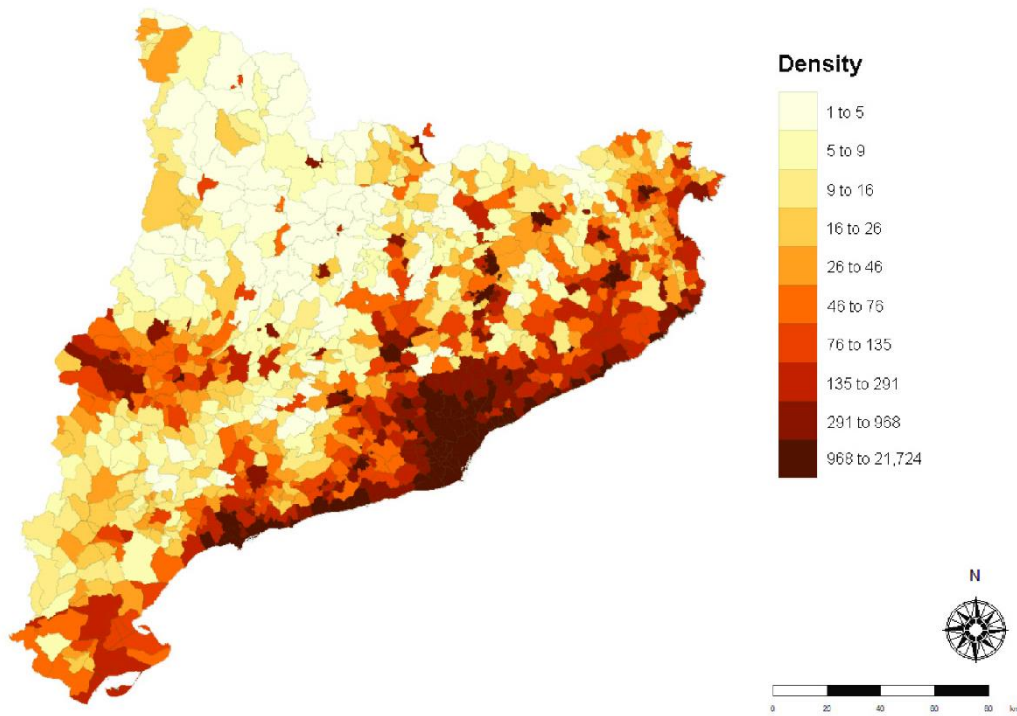 Density
1 to 5
5 to 9
9 to 16
16 to 26
26 to 46
46 to 76
76 to 135
135 to 291
291 to 968
968 to 21,724
N
0 20 40 60 80 km